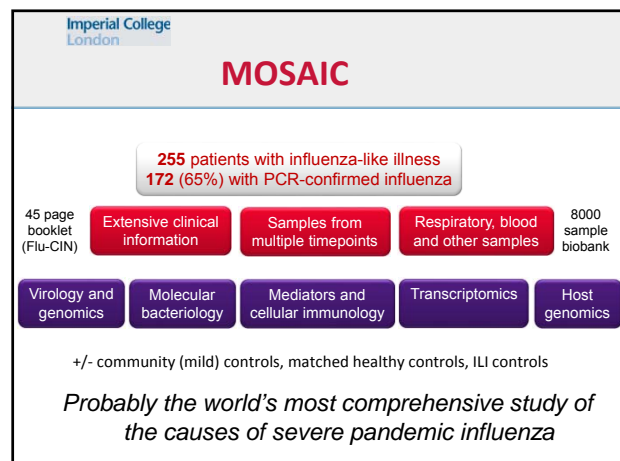 Imperial College
London
MOSAIC
255 patients with influenza-like illness
172 (65%) with PCR-confirmed influenza
45 page
booklet
(Flu-CIN)
Extensive clinical
information
Samples from
multiple timepoints
Respiratory, blood
and other samples
8000
sample
biobank
Virology and
genomics
Molecular
bacteriology
Mediators and
cellular immunology
Transcriptomics
Host
genomics
+/- community (mild) controls, matched healthy controls, ILI controls
Probably the world's most comprehensive study of
the causes of severe pandemic influenza